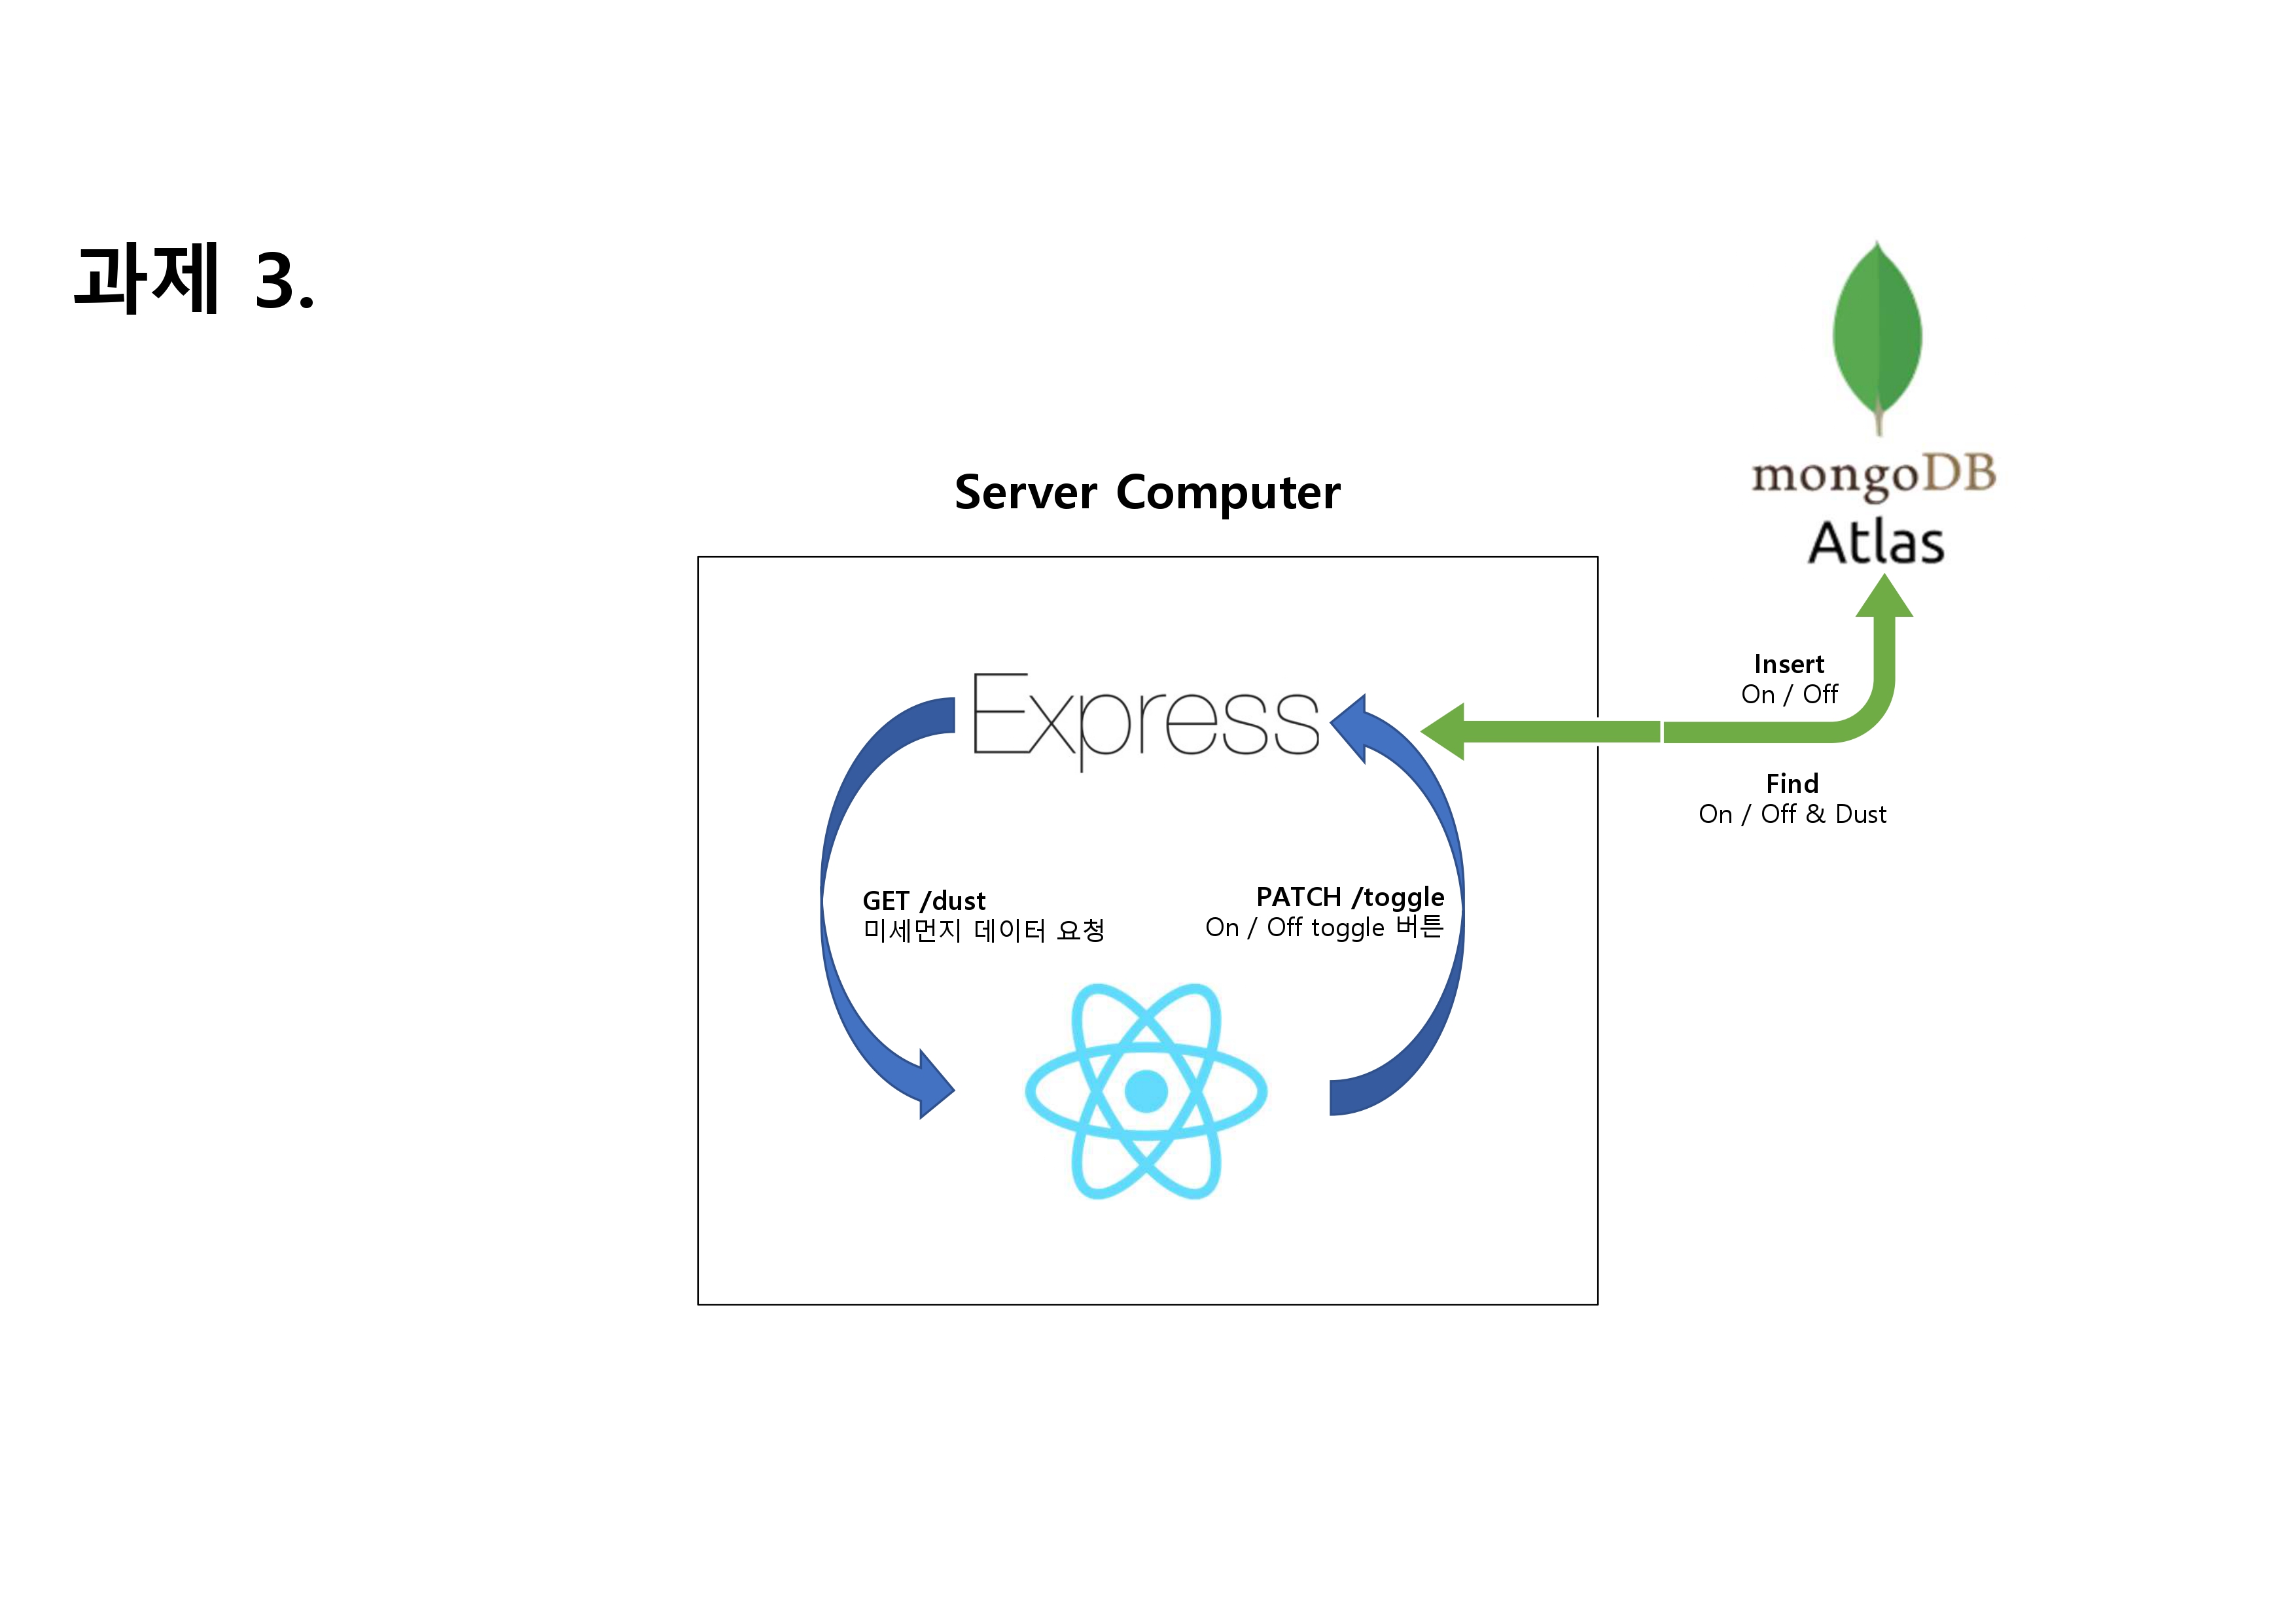 과제 3.
mongoDB
Atlas
Server Computer
Express
Insert
On / Off
Find
On / Off & Dust
GET /dust
미세먼지 데이터 요청
PATCH /toggle
On / Off toggle 버튼